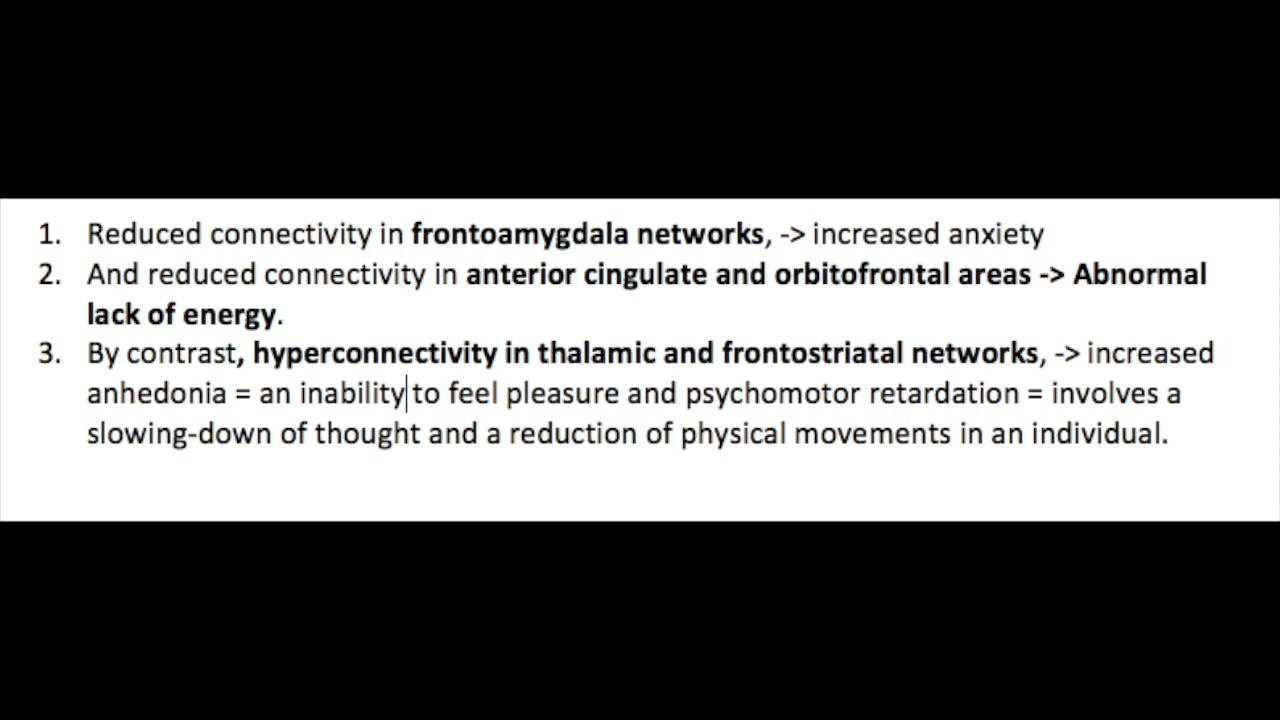 1. Reduced connectivity in frontoamygdala networks, -> increased anxiety
2. And reduced connectivity in anterior cingulate and orbitofrontal areas -> Abnormal
lack of energy.
3. By contrast, hyperconnectivity in thalamic and frontostriatal networks, -> increased
anhedonia = an inability to feel pleasure and psychomotor retardation = involves a
slowing-down of thought and a reduction of physical movements in an individual.